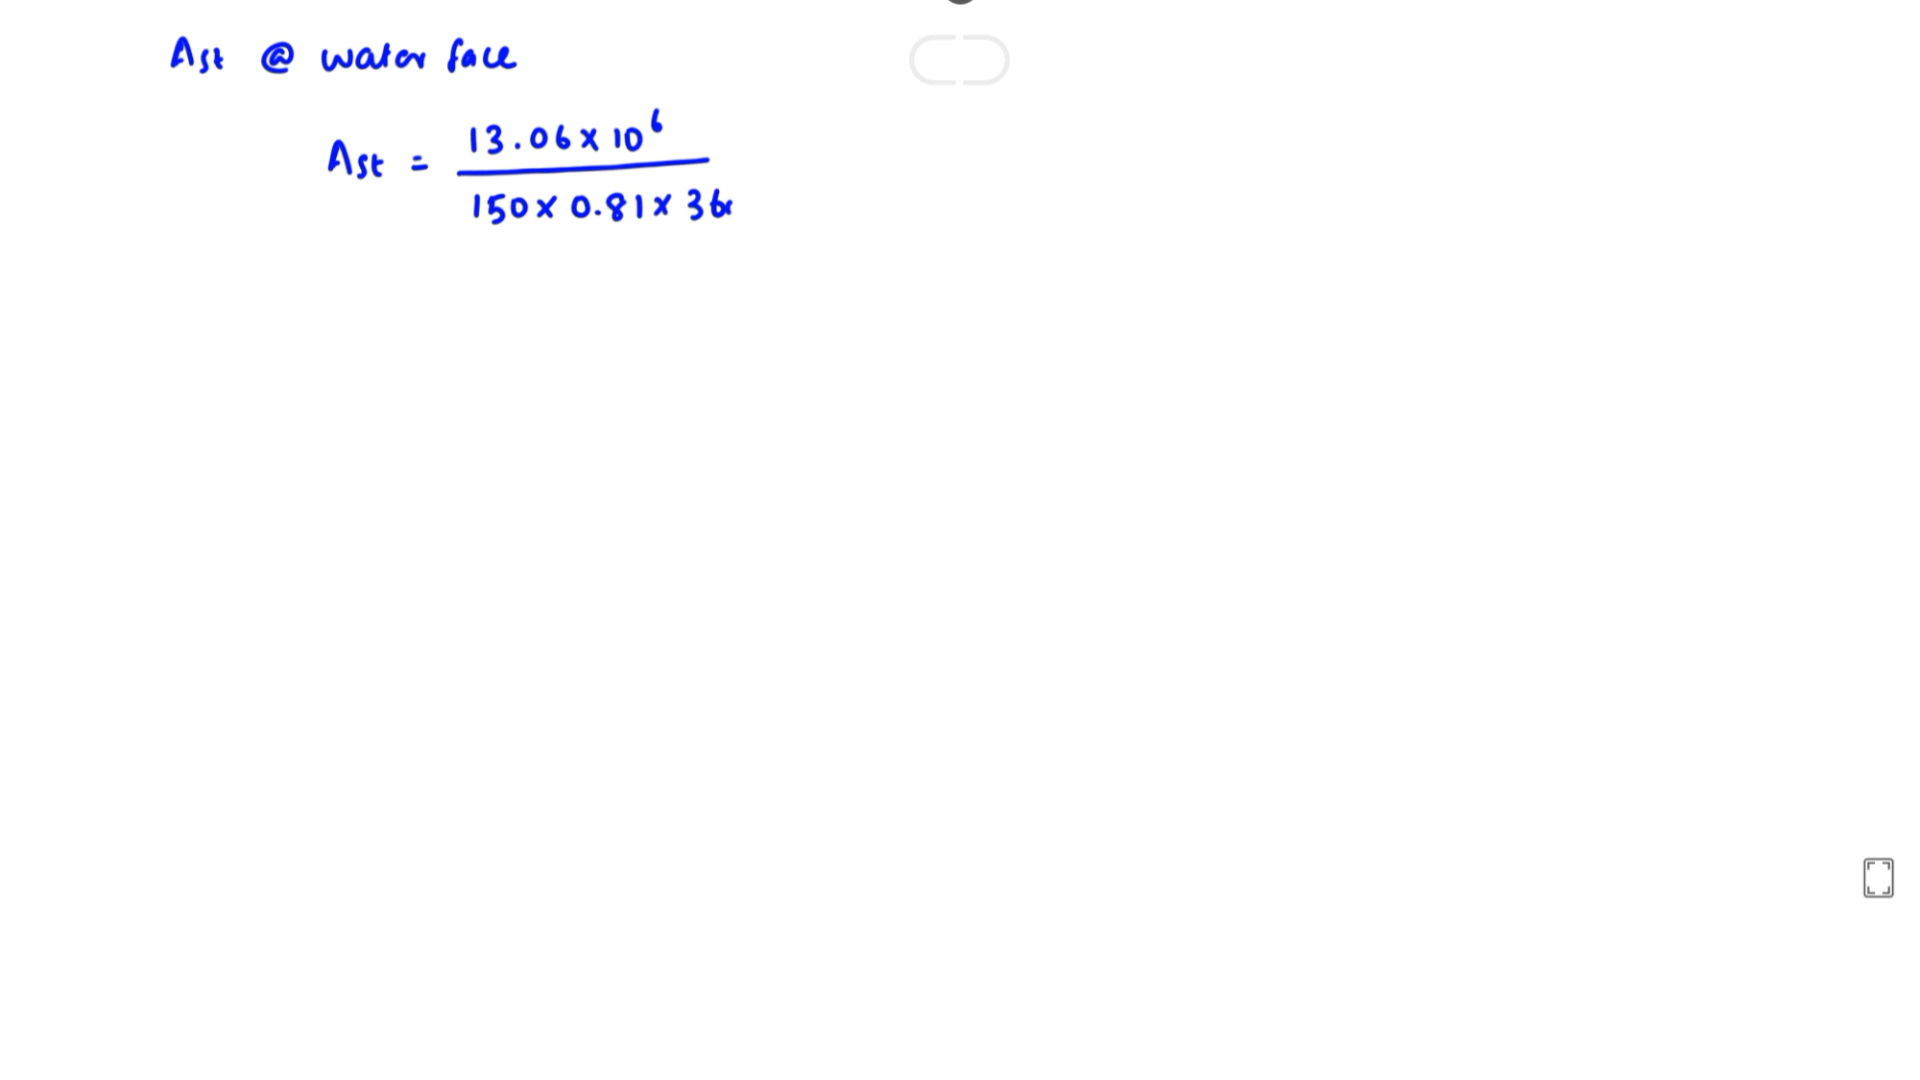 Ast @ water face
Ast = 13.06 x 10^6
150 x 0.81 x 36